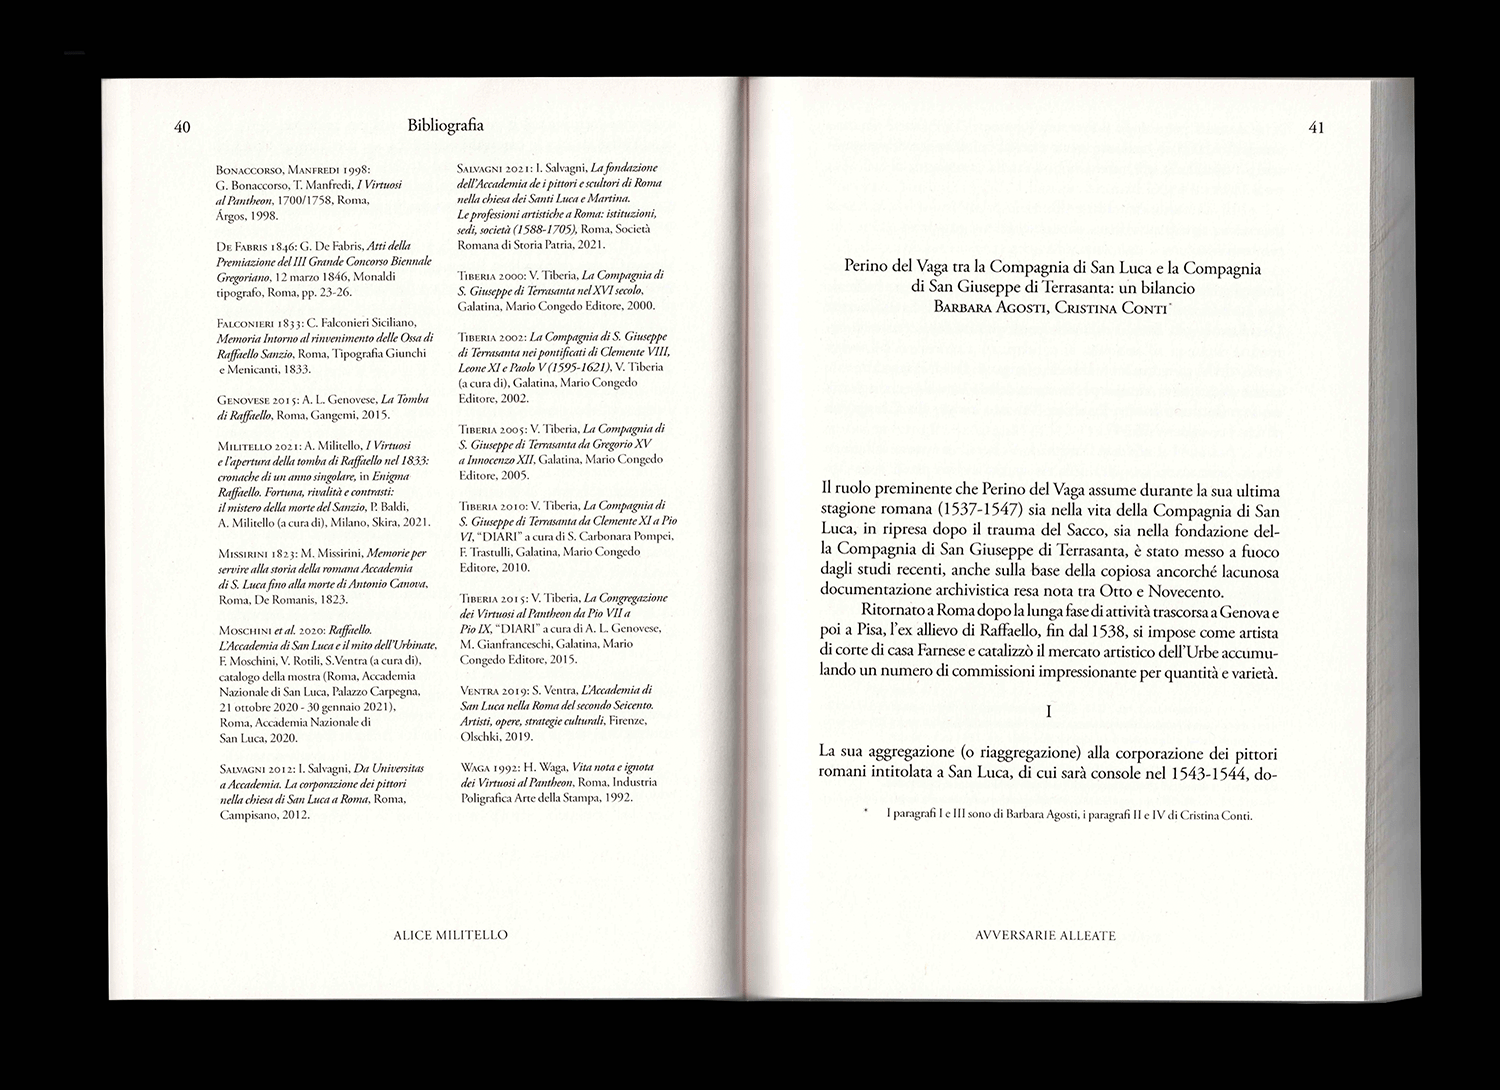 40
Bibliografia
BONACCORSO, MANFREDI 1998:
G. Bonaccorso, T. Manfredi, I Virtuosi
al Pantheon, 1700/1758, Roma,
Árgos, 1998.
DE FABRIS 1846: G. De Fabris, Atti della
Premiazione del III Grande Concorso Biennale
Gregoriano, 12 marzo 1846, Monaldi
tipografo, Roma, pp. 23-26.
FALCONIERI 1833: C. Falconieri Siciliano,
Memoria Intorno al rinvenimento delle Ossa di
Raffaello Sanzio, Roma, Tipografia Giunchi
e Menicanti, 1833.
GENOVESE 2015: A. L. Genovese, La Tomba
di Raffaello, Roma, Gangemi, 2015.
MILITELLO 2021: A. Militello, I Virtuosi
e l'apertura della tomba di Raffaello nel 1833:
cronache di un anno singolare, in Enigma
Raffaello. Fortuna, rivalità e contrasti:
il mistero della morte del Sanzio, P. Baldi,
A. Militello (a cura di), Milano, Skira, 2021.
MISSIRINI 1823: M. Missirini, Memorie per
servire alla storia della romana Accademia
di S. Luca fino alla morte di Antonio Canova,
Roma, De Romanis, 1823.
MOSCHINI et al. 2020: Raffaello.
L'Accademia di San Luca e il mito dell'Urbinate,
F. Moschini, V. Rotili, S.Ventra (a cura di),
catalogo della mostra (Roma, Accademia
Nazionale di San Luca, Palazzo Carpegna,
21 ottobre 2020 - 30 gennaio 2021),
Roma, Accademia Nazionale di
San Luca, 2020.
SALVAGNI 2012: I. Salvagni, Da Universitas
a Accademia. La corporazione dei pittori
nella chiesa di San Luca a Roma, Roma,
Campisano, 2012.
SALVAGNI 2021: I. Salvagni, La fondazione
dell'Accademia de i pittori e scultori di Roma
nella chiesa dei Santi Luca e Martina.
Le professioni artistiche a Roma: istituzioni,
sedi, società (1588-1705), Roma, Società
Romana di Storia Patria, 2021.
TIBERIA 2000: V. Tiberia, La Compagnia di
S. Giuseppe di Terrasanta nel XVI secolo,
Galatina, Mario Congedo Editore, 2000.
TIBERIA 2002: La Compagnia di S. Giuseppe
di Terrasanta nei pontificati di Clemente VIII,
Leone XI e Paolo V (1595-1621), V. Tiberia
(a cura di), Galatina, Mario Congedo
Editore, 2002.
TIBERIA 2005: V. Tiberia, La Compagnia di
S. Giuseppe di Terrasanta da Gregorio XV
a Innocenzo XII, Galatina, Mario Congedo
Editore, 2005.
TIBERIA 2010: V. Tiberia, La Compagnia di
S. Giuseppe di Terrasanta da Clemente XI a Pio
VI, “DIARI” a cura di S. Carbonara Pompei,
F. Trastulli, Galatina, Mario Congedo
Editore, 2010.
TIBERIA 2015: V. Tiberia, La Congregazione
dei Virtuosi al Pantheon da Pio VII a
Pio IX, “DIARI” a cura di A. L. Genovese,
M. Gianfranceschi, Galatina, Mario
Congedo Editore, 2015.
VENTRA 2019: S. Ventra, L'Accademia di
San Luca nella Roma del secondo Seicento.
Artisti, opere, strategie culturali, Firenze,
Olschki, 2019.
WAGA 1992: H. Waga, Vita nota e ignota
dei Virtuosi al Pantheon, Roma, Industria
Poligrafica Arte della Stampa, 1992.
ALICE MILITELLO
41
Perino del Vaga tra la Compagnia di San Luca e la Compagnia
di San Giuseppe di Terrasanta: un bilancio
BARBARA AGOSTI, CRISTINA CONTI*
Il ruolo preminente che Perino del Vaga assume durante la sua ultima
stagione romana (1537-1547) sia nella vita della Compagnia di San
Luca, in ripresa dopo il trauma del Sacco, sia nella fondazione del-
la Compagnia di San Giuseppe di Terrasanta, è stato messo a fuoco
dagli studi recenti, anche sulla base della copiosa ancorché lacunosa
documentazione archivistica resa nota tra Otto e Novecento.
Ritornato a Roma dopo la lunga fase di attività trascorsa a Genova e
poi a Pisa, l'ex allievo di Raffaello, fin dal 1538, si impose come artista
di corte di casa Farnese e catalizzò il mercato artistico dell'Urbe accumu-
lando un numero di commissioni impressionante per quantità e varietà.
I
La sua aggregazione (o riaggregazione) alla corporazione dei pittori
romani intitolata a San Luca, di cui sarà console nel 1543-1544, do-
* I paragrafi I e III sono di Barbara Agosti, i paragrafi II e IV di Cristina Conti.
AVVERSARIE ALLEATE